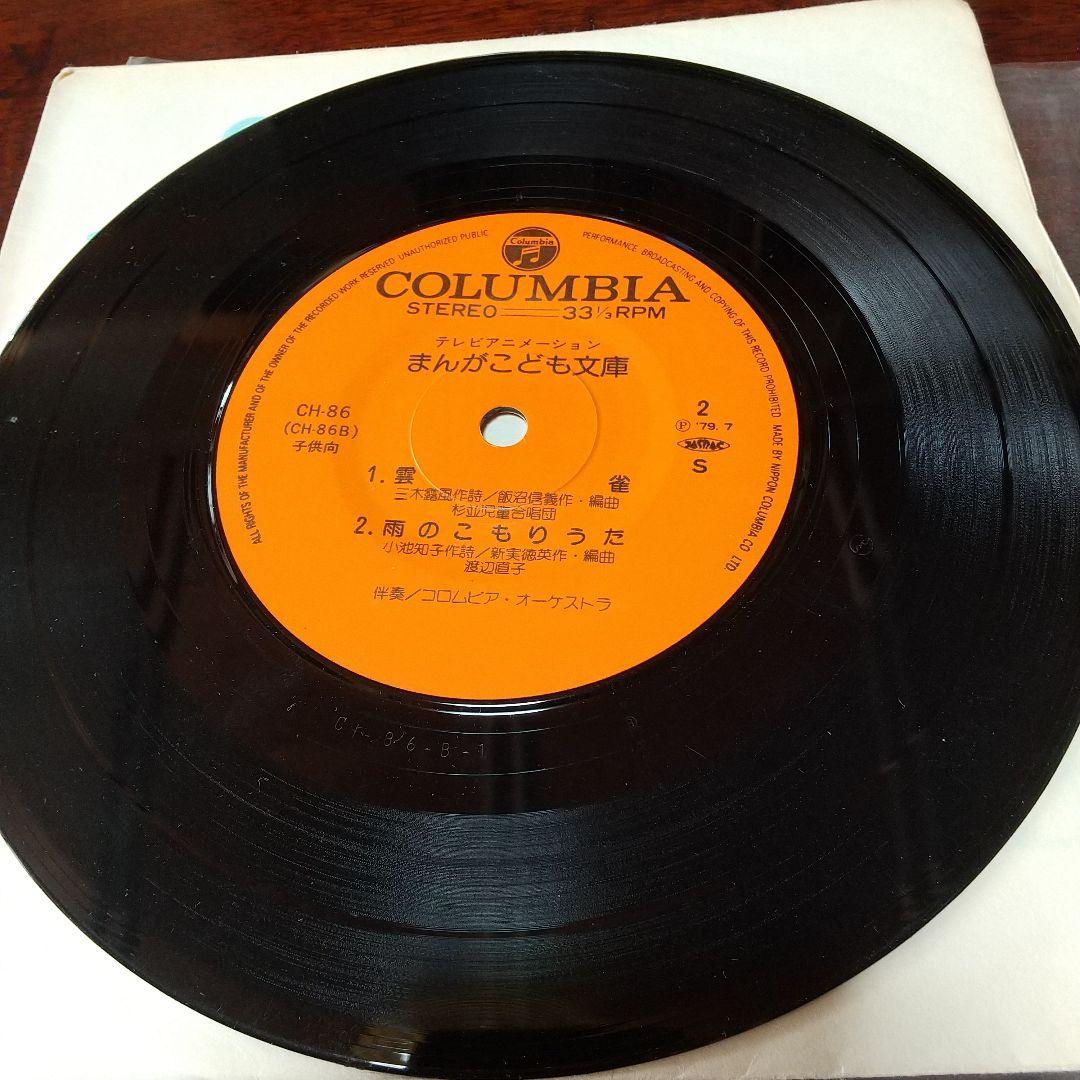 Columbia
COLUMBIA
STEREO 33⅓RPM
テレビアニメーション
まんがこども文庫
CH-86
(CH-86B)
子供向
2
Ⓟ '79.7
JASRAC
S
1. 雲 雀
三木露風作詩/飯沼信義作・編曲
杉並児童合唱団
2. 雨のこもりうた
小池知子作詩/新実徳英作・編曲
渡辺直子
伴奏/コロムビア・オーケストラ
ALL RIGHTS OF THE MANUFACTURER AND OF THE OWNER OF THE RECORDED WORK RESERVED. UNAUTHORIZED PUBLIC PERFORMANCE. BROADCASTING AND COPYING OF THIS RECORD PROHIBITED MADE BY NIPPON COLUMBIA CO. LTD.
CH-86-B-1